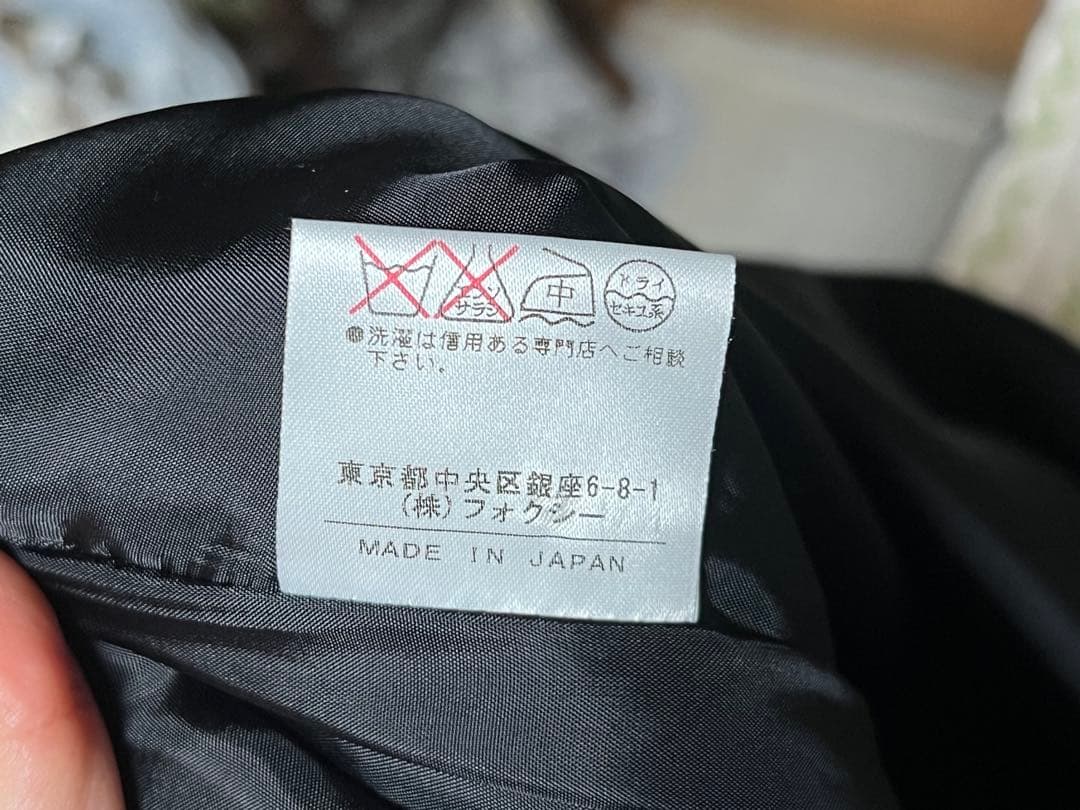 エンソ
サラシ
中
ドライ
セキユ系
●洗濯は信用ある専門店へご相談
下さい。
東京都中央区銀座6-8-1
(株)フォクシー
MADE IN JAPAN